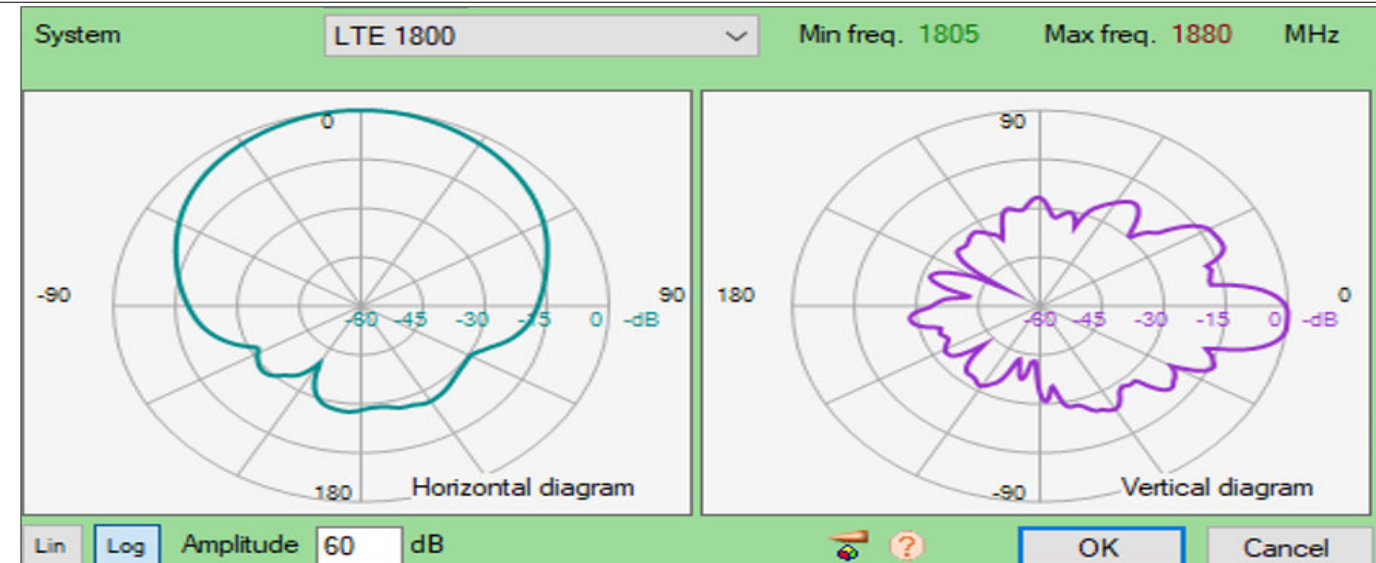 System LTE 1800 Min freq. 1805 Max freq. 1880 MHz
0 90
-90 90 180 0
-60 -45 -30 -15 0 -dB -60 -45 -30 -15 0 -dB
180 Horizontal diagram -90 Vertical diagram
Lin Log Amplitude 60 dB ? OK Cancel